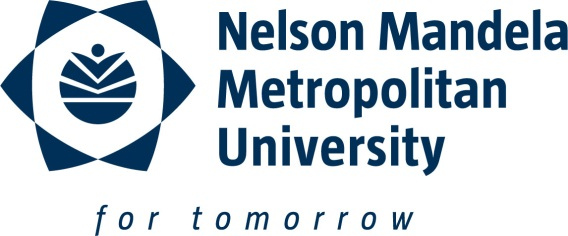 Nelson Mandela
Metropolitan
University
for tomorrow